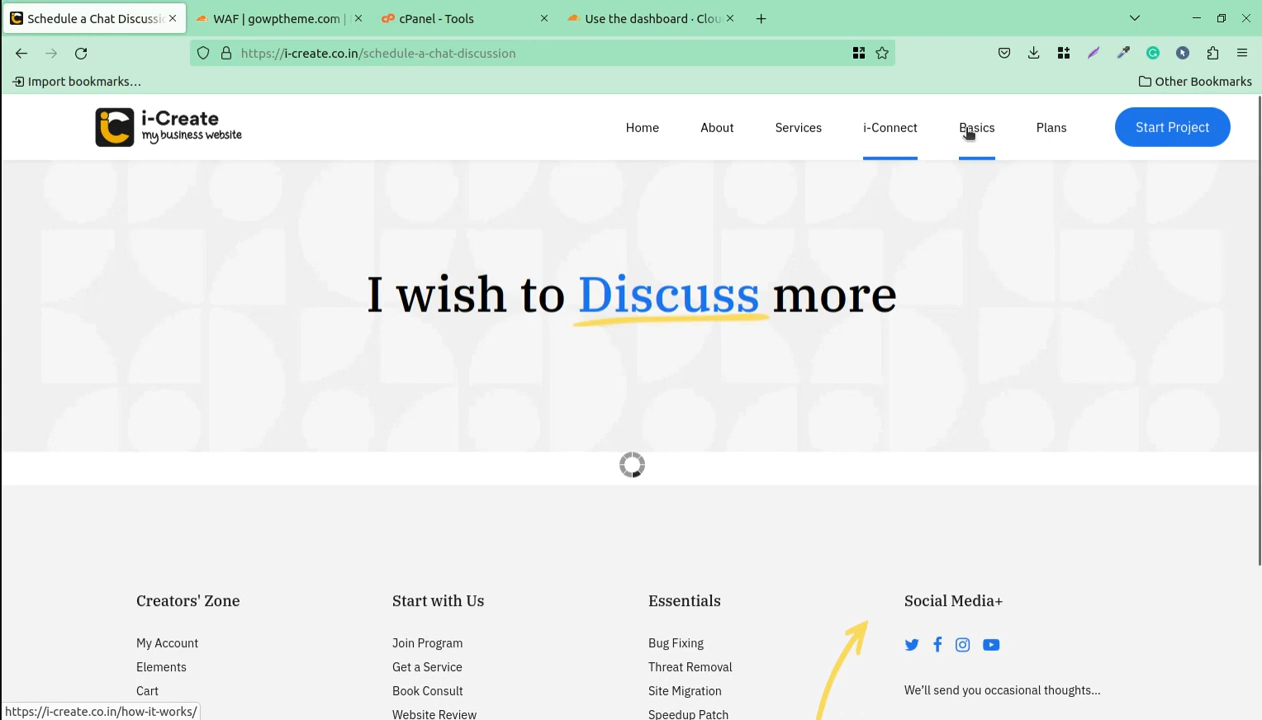 Schedule a Chat Discussi
WAF | gowptheme.com |
cPanel - Tools
Use the dashboard · Clou
https://i-create.co.in/schedule-a-chat-discussion
Import bookmarks…
Other Bookmarks
i-Create
my business website
Home
About
Services
i-Connect
Basics
Plans
Start Project
I wish to Discuss more
Creators' Zone
Start with Us
Essentials
Social Media+
My Account
Join Program
Bug Fixing
Elements
Get a Service
Threat Removal
Cart
Book Consult
Site Migration
We'll send you occasional thoughts...
Website Review
Speedup Patch
https://i-create.co.in/how-it-works/